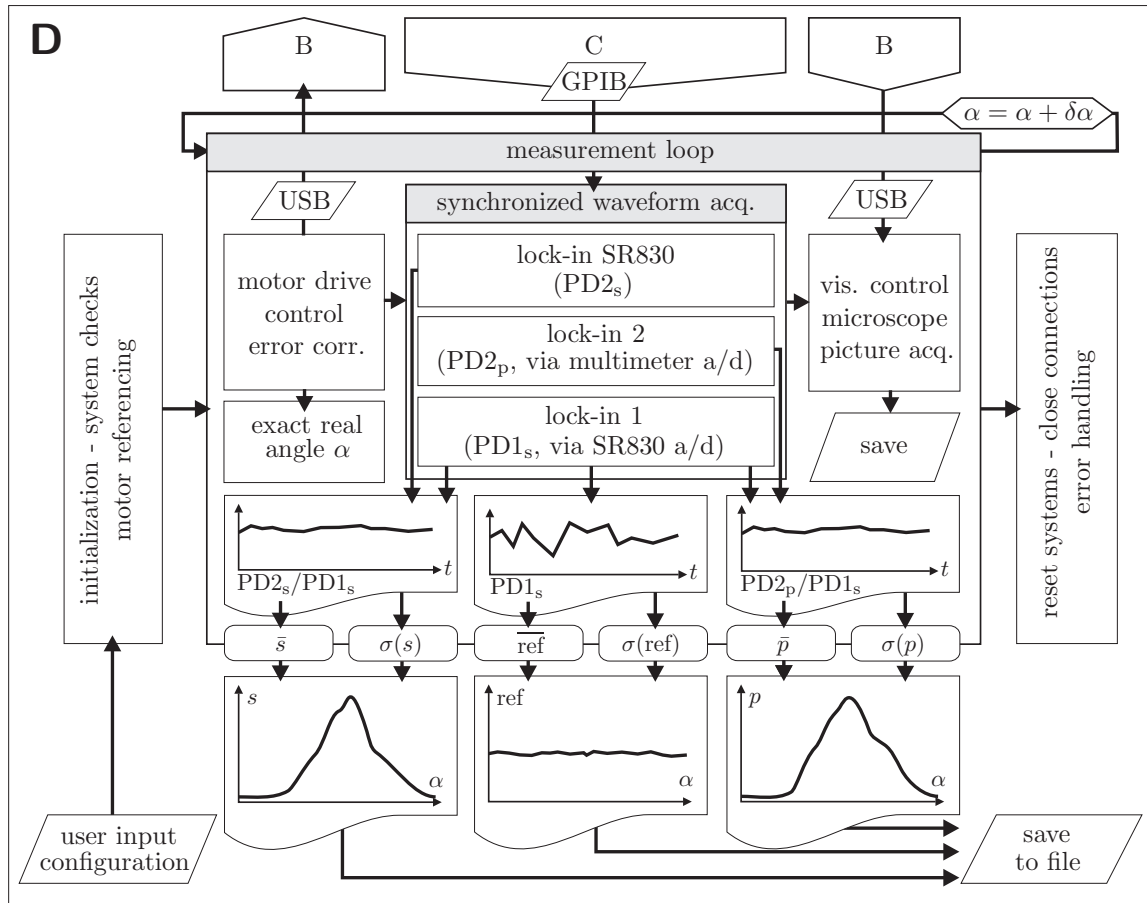 D
B
C
B
GPIB
α = α + δα
measurement loop
USB
synchronized waveform acq.
USB
initialization - system checks
motor referencing
motor drive
control
error corr.
lock-in SR830
(PD2s)
lock-in 2
(PD2p, via multimeter a/d)
lock-in 1
(PD1s, via SR830 a/d)
vis. control
microscope
picture acq.
exact real
angle α
save
reset systems - close connections
error handling
t
PD2s/PD1s
t
PD1s
t
PD2p/PD1s
s̄
σ(s)
r̅e̅f̅
σ(ref)
p̄
σ(p)
s
α
ref
α
p
α
user input
configuration
save
to file